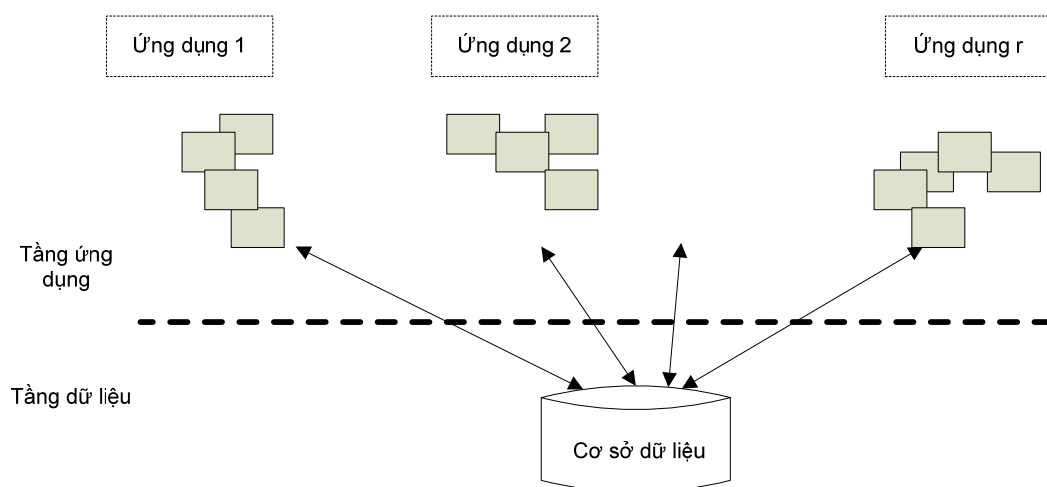 Ứng dụng 1
Ứng dụng 2
Ứng dụng r
Tầng ứng
dụng
Tầng dữ liệu
Cơ sở dữ liệu